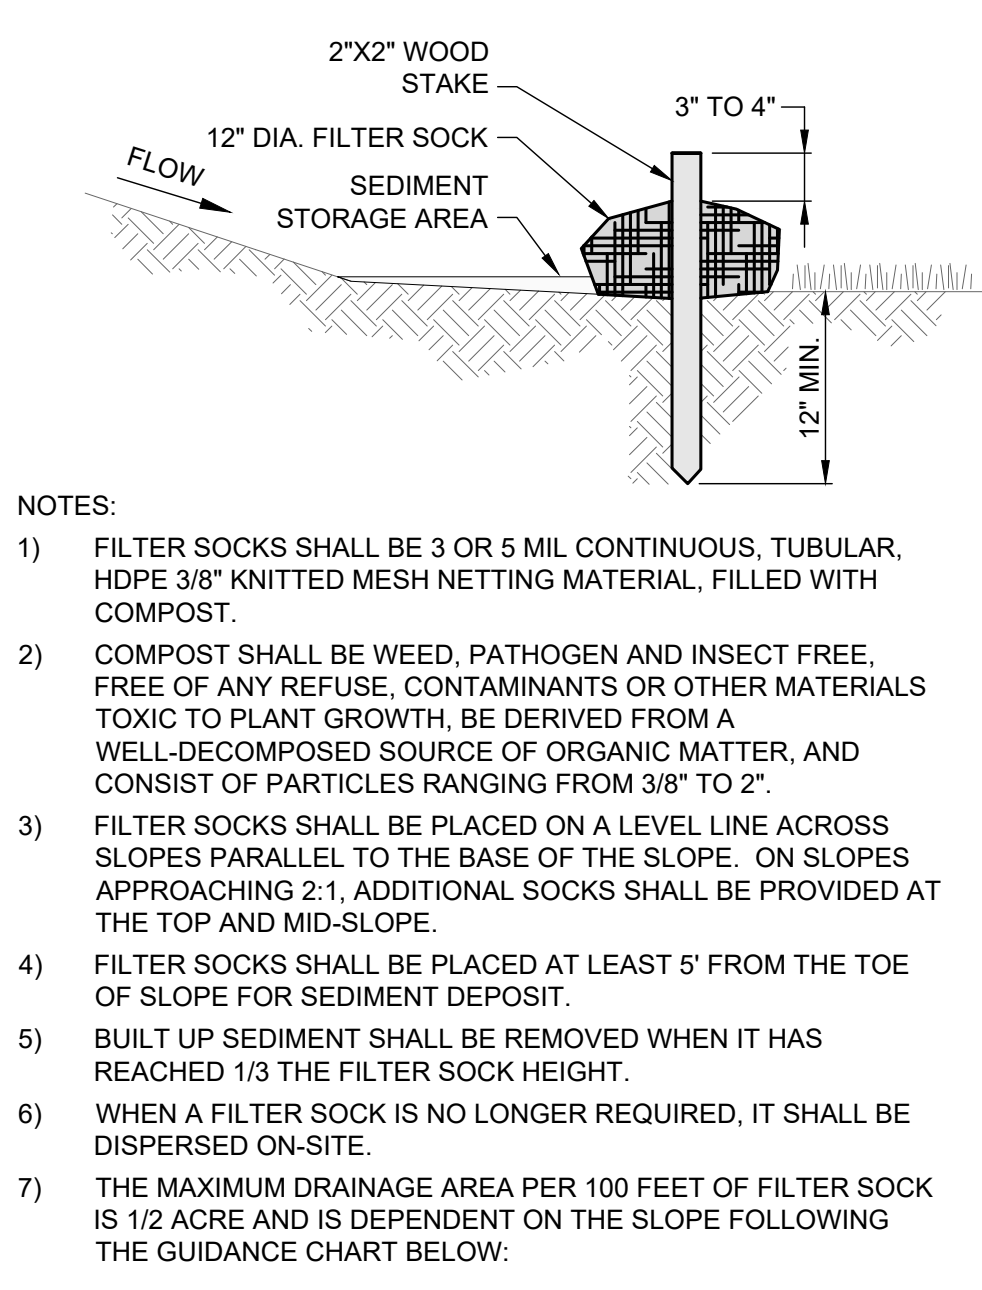 2"X2" WOOD
STAKE
3" TO 4"
12" DIA. FILTER SOCK
FLOW
SEDIMENT
STORAGE AREA
12" MIN.
NOTES:
1) FILTER SOCKS SHALL BE 3 OR 5 MIL CONTINUOUS, TUBULAR,
HDPE 3/8" KNITTED MESH NETTING MATERIAL, FILLED WITH
COMPOST.
2) COMPOST SHALL BE WEED, PATHOGEN AND INSECT FREE,
FREE OF ANY REFUSE, CONTAMINANTS OR OTHER MATERIALS
TOXIC TO PLANT GROWTH, BE DERIVED FROM A
WELL-DECOMPOSED SOURCE OF ORGANIC MATTER, AND
CONSIST OF PARTICLES RANGING FROM 3/8" TO 2".
3) FILTER SOCKS SHALL BE PLACED ON A LEVEL LINE ACROSS
SLOPES PARALLEL TO THE BASE OF THE SLOPE. ON SLOPES
APPROACHING 2:1, ADDITIONAL SOCKS SHALL BE PROVIDED AT
THE TOP AND MID-SLOPE.
4) FILTER SOCKS SHALL BE PLACED AT LEAST 5' FROM THE TOE
OF SLOPE FOR SEDIMENT DEPOSIT.
5) BUILT UP SEDIMENT SHALL BE REMOVED WHEN IT HAS
REACHED 1/3 THE FILTER SOCK HEIGHT.
6) WHEN A FILTER SOCK IS NO LONGER REQUIRED, IT SHALL BE
DISPERSED ON-SITE.
7) THE MAXIMUM DRAINAGE AREA PER 100 FEET OF FILTER SOCK
IS 1/2 ACRE AND IS DEPENDENT ON THE SLOPE FOLLOWING
THE GUIDANCE CHART BELOW: